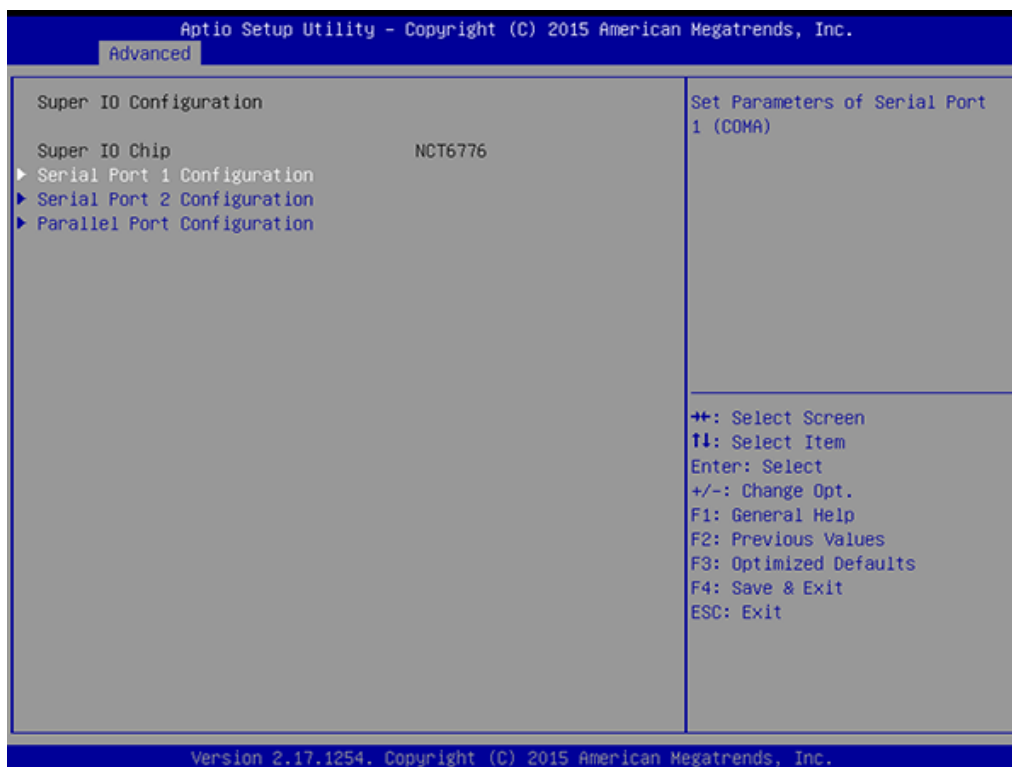 Aptio Setup Utility – Copyright (C) 2015 American Megatrends, Inc.
Advanced
Super IO Configuration
Super IO Chip NCT6776
Serial Port 1 Configuration
Serial Port 2 Configuration
Parallel Port Configuration
Set Parameters of Serial Port
1 (COMA)
→←: Select Screen
↑↓: Select Item
Enter: Select
+/-: Change Opt.
F1: General Help
F2: Previous Values
F3: Optimized Defaults
F4: Save & Exit
ESC: Exit
Version 2.17.1254. Copyright (C) 2015 American Megatrends, Inc.